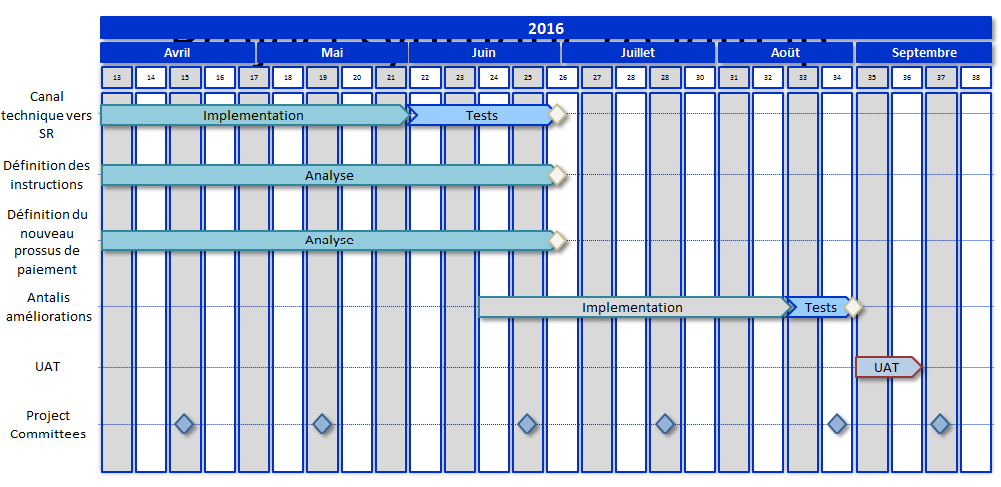 2016
Avril Mai Juin Juillet Août Septembre
13 14 15 16 17 18 19 20 21 22 23 24 25 26 27 28 28 30 31 32 33 34 35 36 37 38
Canal
technique vers
SR
Implementation Tests
Définition des
instructions
Analyse
Définition du
nouveau
prossus de
paiement
Analyse
Antalis
améliorations
Implementation Tests
UAT
UAT
Project
Committees